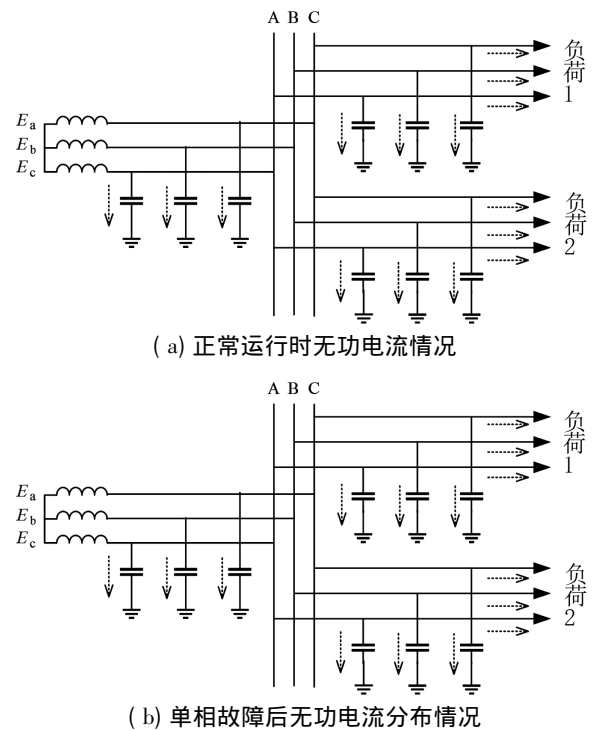 A B C
负荷1
E_a
E_b
E_c
负荷2
( a) 正常运行时无功电流情况
A B C
负荷1
E_a
E_b
E_c
负荷2
( b) 单相故障后无功电流分布情况